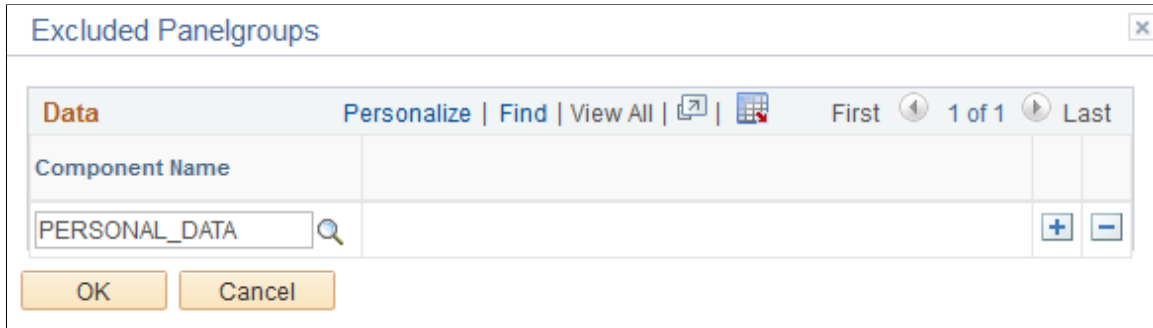 Excluded Panelgroups
Data Personalize | Find | View All | | First 1 of 1 Last
Component Name
PERSONAL_DATA
OK Cancel